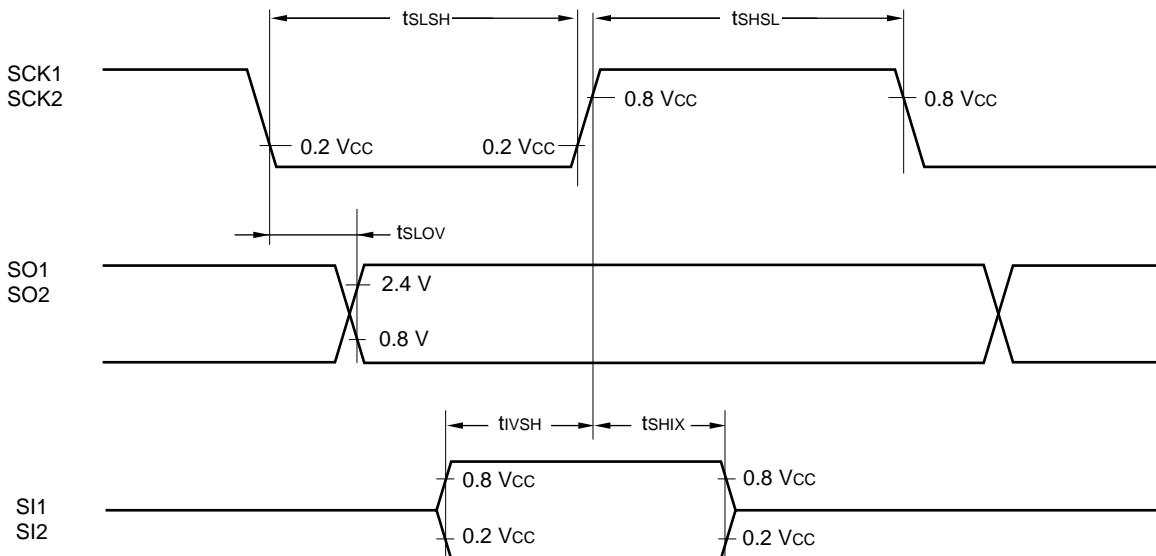 tSLSH
tSHSL
SCK1
SCK2
0.8 VCC
0.8 VCC
0.2 VCC
0.2 VCC
tSLOV
SO1
SO2
2.4 V
0.8 V
tIVSH
tSHIX
0.8 VCC
0.8 VCC
SI1
SI2
0.2 VCC
0.2 VCC